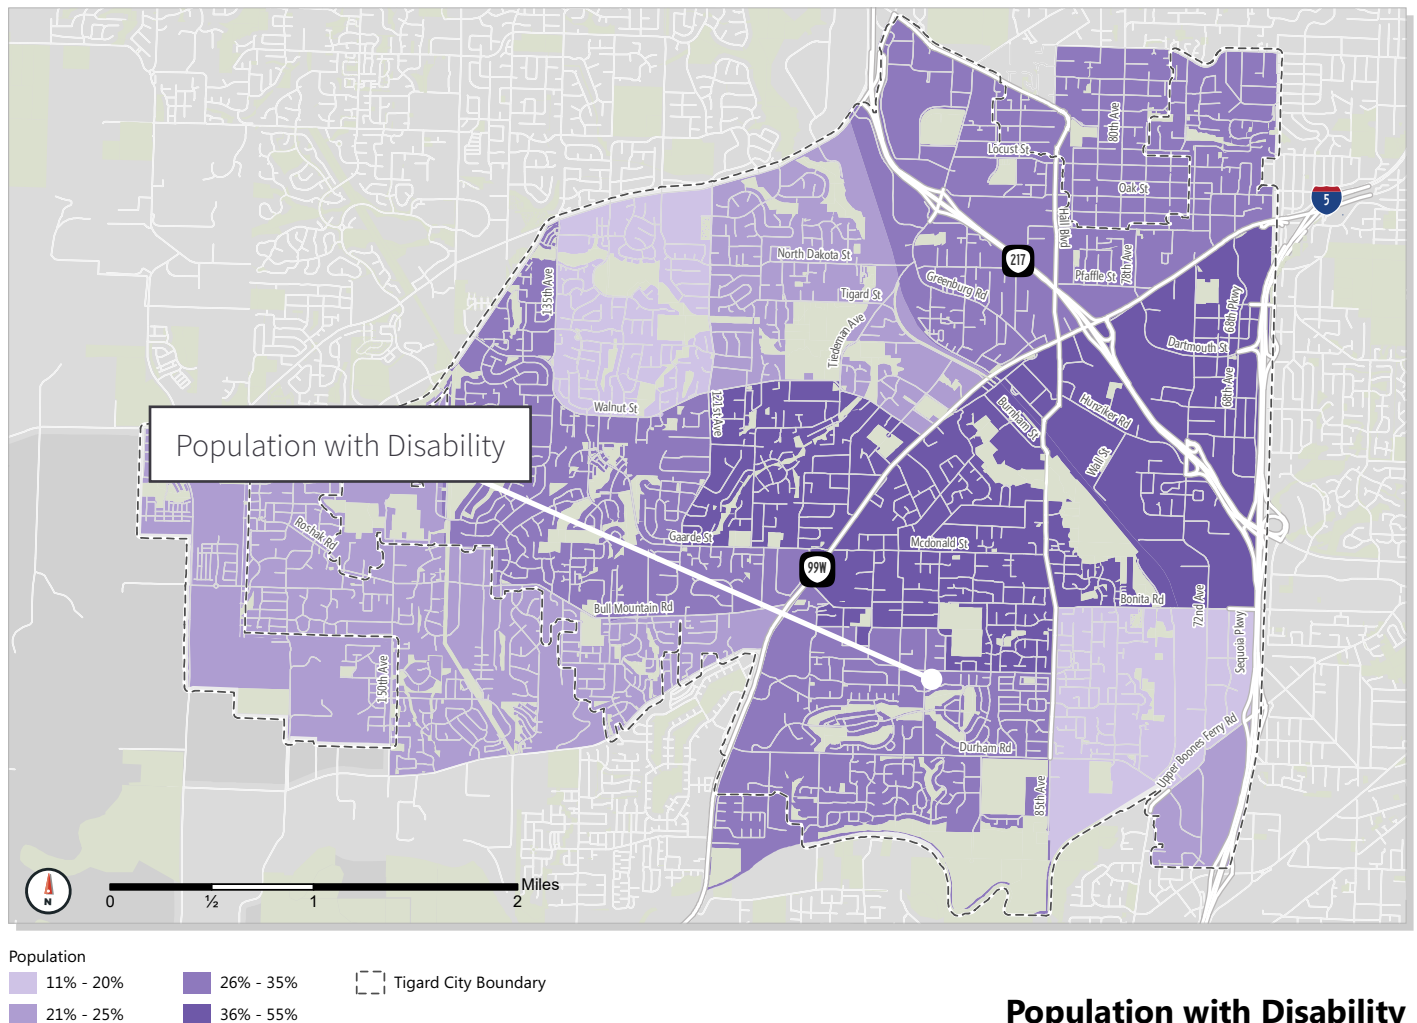 Locust St
80th Ave
Oak St
5
Hall Blvd
217
North Dakota St
Pfaffle St
78th Ave
135th Ave
Greenburg Rd
Tigard St
68th Pkwy
Tiedeman Ave
Dartmouth St
68th Ave
Walnut St
121st Ave
Burnham St
Hunziker Rd
Population with Disability
Wall St
Roshak Rd
Gaarde St
Mcdonald St
99W
Bull Mountain Rd
Bonita Rd
72nd Ave
Sequoia Pkwy
150th Ave
Upper Boones Ferry Rd
Durham Rd
85th Ave
N
Miles
0 ½ 1 2
Population
11% - 20%
26% - 35%
Tigard City Boundary
21% - 25%
36% - 55%
Population with Disability